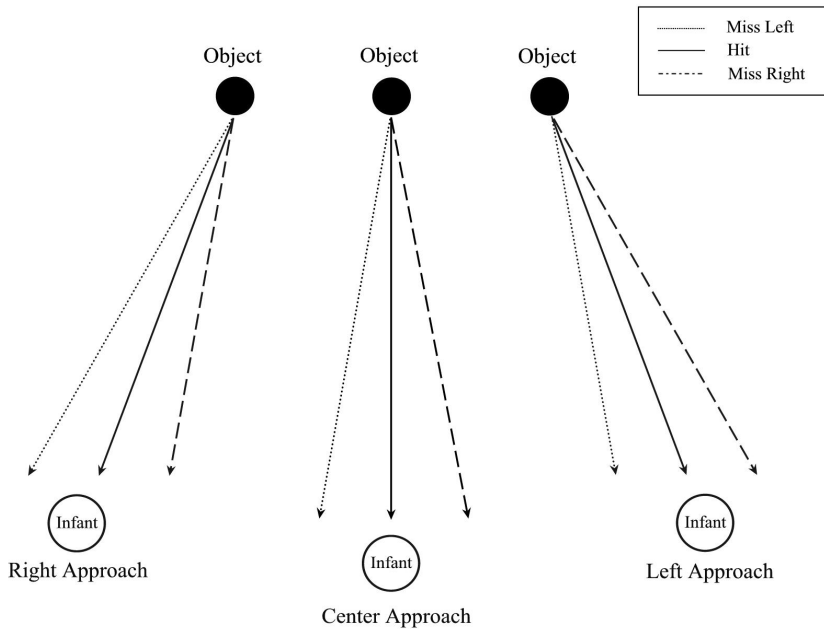 Miss Left
Hit
Miss Right
Object
Object
Object
Infant
Infant
Infant
Right Approach
Center Approach
Left Approach